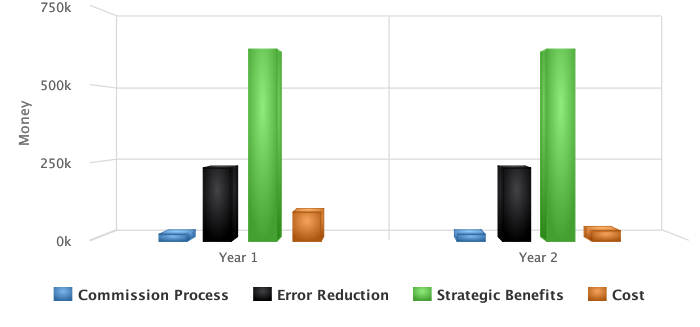 750k
500k
250k
0k
Money
Year 1
Year 2
Commission Process
Error Reduction
Strategic Benefits
Cost